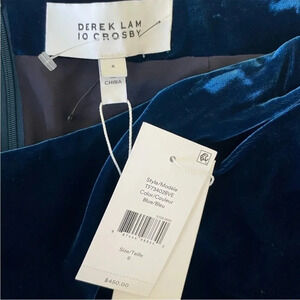 DEREK LAM
10 CROSBY
CHINA
Style/Modèle
Color/Couleur
Blue/Bleu
Size/Taille
$450.00